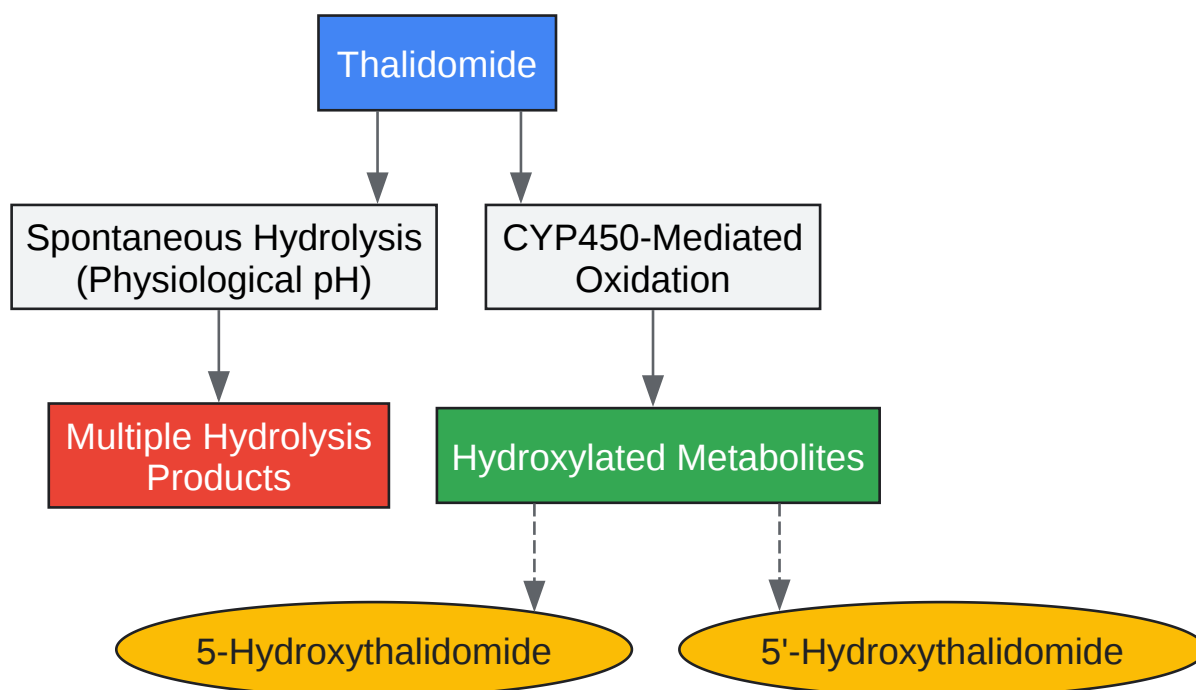 Thalidomide
Spontaneous Hydrolysis
(Physiological pH)
CYP450-Mediated
Oxidation
Multiple Hydrolysis
Products
Hydroxylated Metabolites
5-Hydroxythalidomide
5'-Hydroxythalidomide